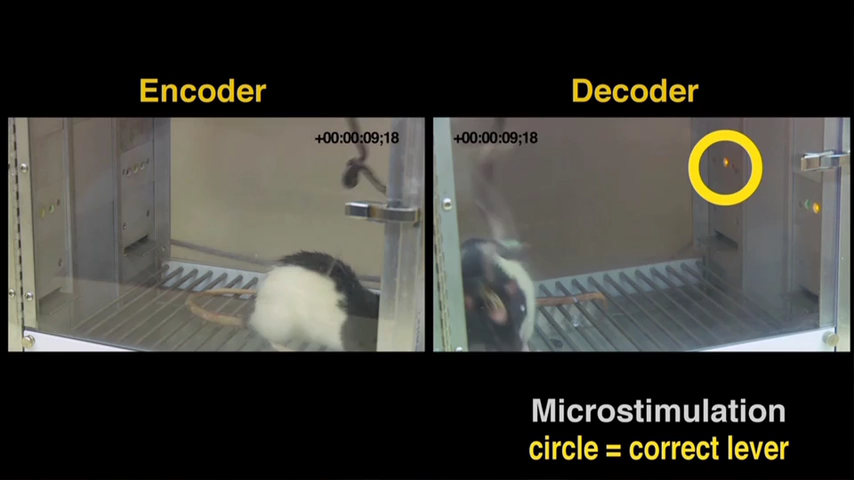 Encoder
Decoder
+00:00:09;18
+00:00:09;18
Microstimulation
circle = correct lever